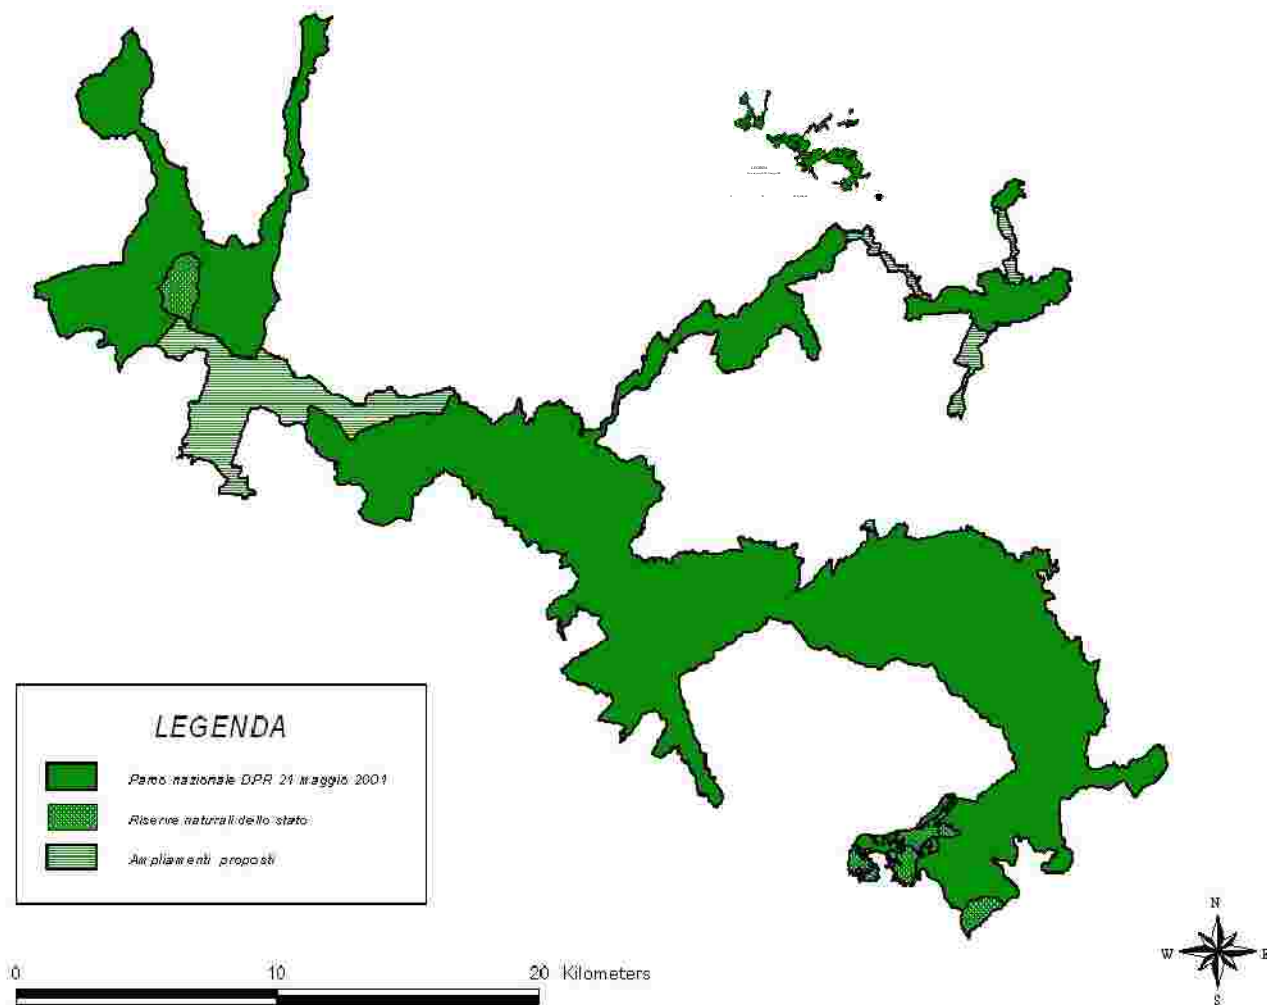 LEGENDA
Parco nazionale DPR 21 maggio 2001
Riserve naturali dello stato
Ampliamenti proposti
0 10 20 Kilometers
N
W E
S